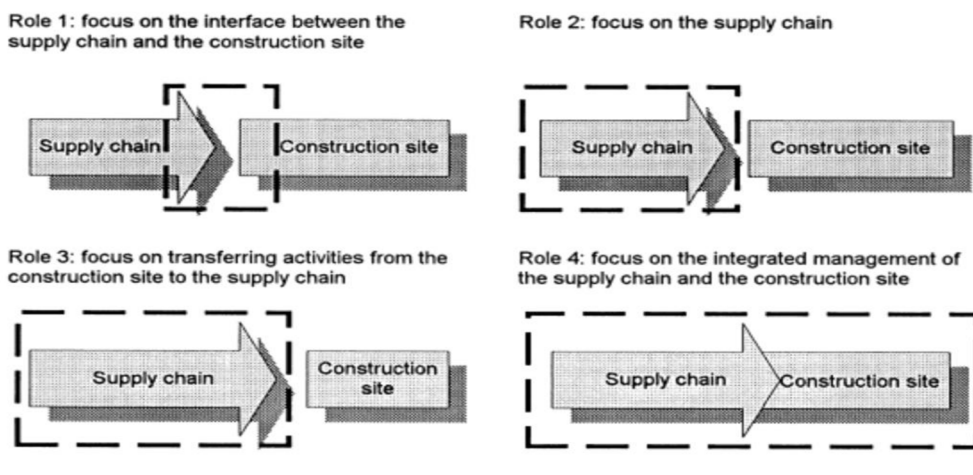 Role 1: focus on the interface between the
supply chain and the construction site
Supply chain
Construction site
Role 2: focus on the supply chain
Supply chain
Construction site
Role 3: focus on transferring activities from the
construction site to the supply chain
Supply chain
Construction
site
Role 4: focus on the integrated management of
the supply chain and the construction site
Supply chain
Construction site